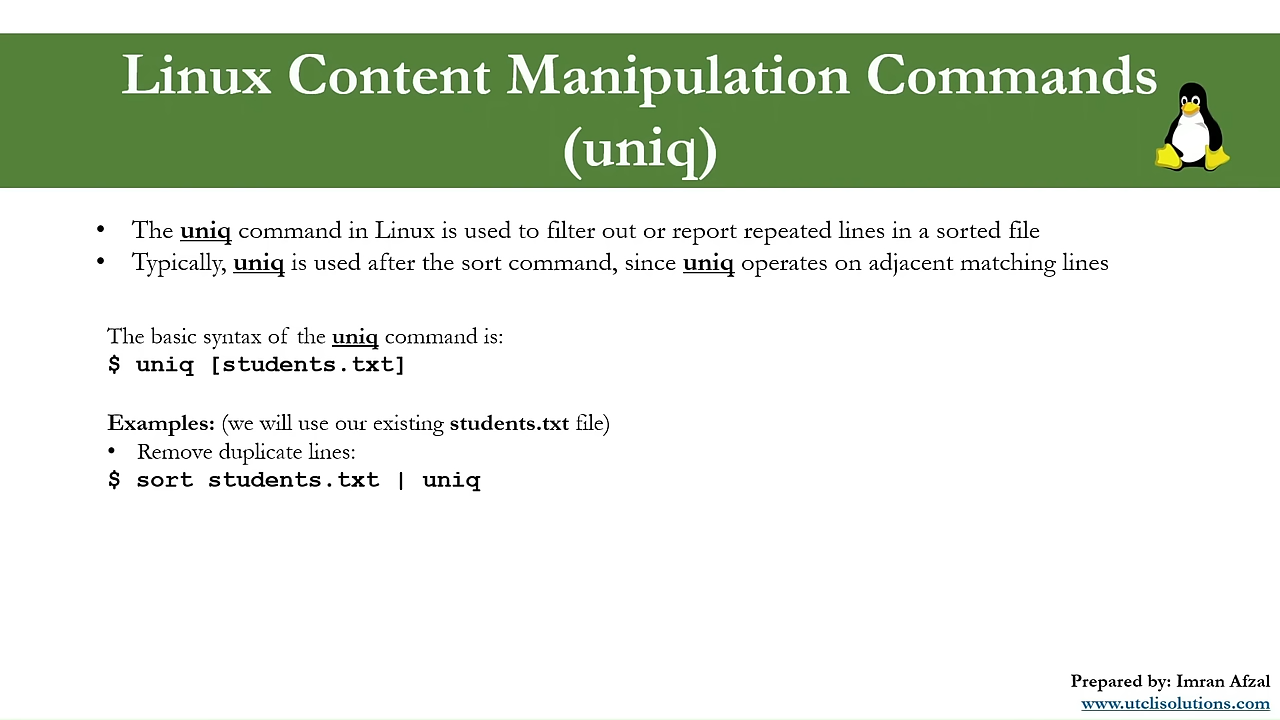 Linux Content Manipulation Commands
(uniq)
• The uniq command in Linux is used to filter out or report repeated lines in a sorted file
• Typically, uniq is used after the sort command, since uniq operates on adjacent matching lines
The basic syntax of the uniq command is:
$ uniq [students.txt]
Examples: (we will use our existing students.txt file)
• Remove duplicate lines:
$ sort students.txt | uniq
Prepared by: Imran Afzal
www.utclisolutions.com